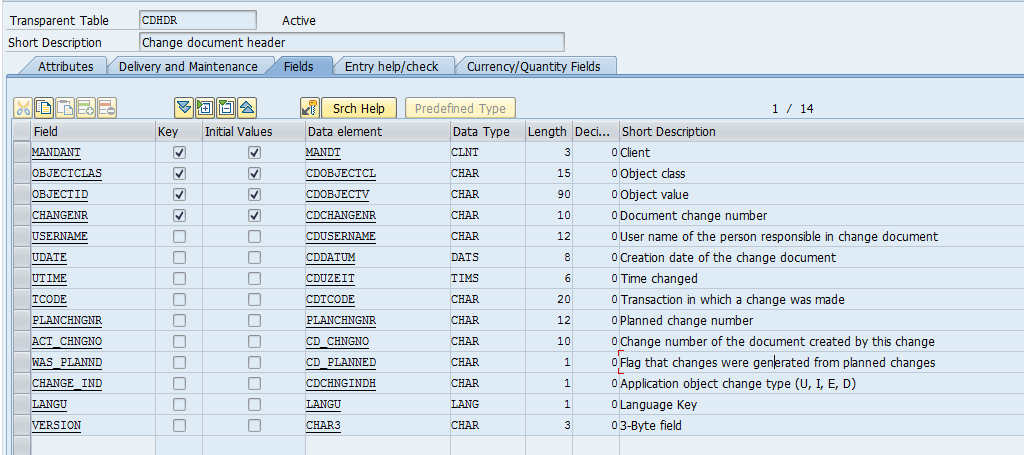 Transparent Table CDHDR Active
Short Description Change document header
Attributes Delivery and Maintenance Fields Entry help/check Currency/Quantity Fields
Srch Help Predefined Type 1 / 14
Field Key Initial Values Data element Data Type Length Deci... Short Description
MANDANT MANDT CLNT 3 0 Client
OBJECTCLAS CDOBJECTCL CHAR 15 0 Object class
OBJECTID CDOBJECTV CHAR 90 0 Object value
CHANGENR CDCHANGENR CHAR 10 0 Document change number
USERNAME CDUSERNAME CHAR 12 0 User name of the person responsible in change document
UDATE CDDATUM DATS 8 0 Creation date of the change document
UTIME CDUZEIT TIMS 6 0 Time changed
TCODE CDTCODE CHAR 20 0 Transaction in which a change was made
PLANCHNGNR PLANCHNGNR CHAR 12 0 Planned change number
ACT_CHNGNO CD_CHNGNO CHAR 10 0 Change number of the document created by this change
WAS_PLANND CD_PLANNED CHAR 1 0 Flag that changes were generated from planned changes
CHANGE_IND CDCHNGINDH CHAR 1 0 Application object change type (U, I, E, D)
LANGU LANGU LANG 1 0 Language Key
VERSION CHAR3 CHAR 3 0 3-Byte field